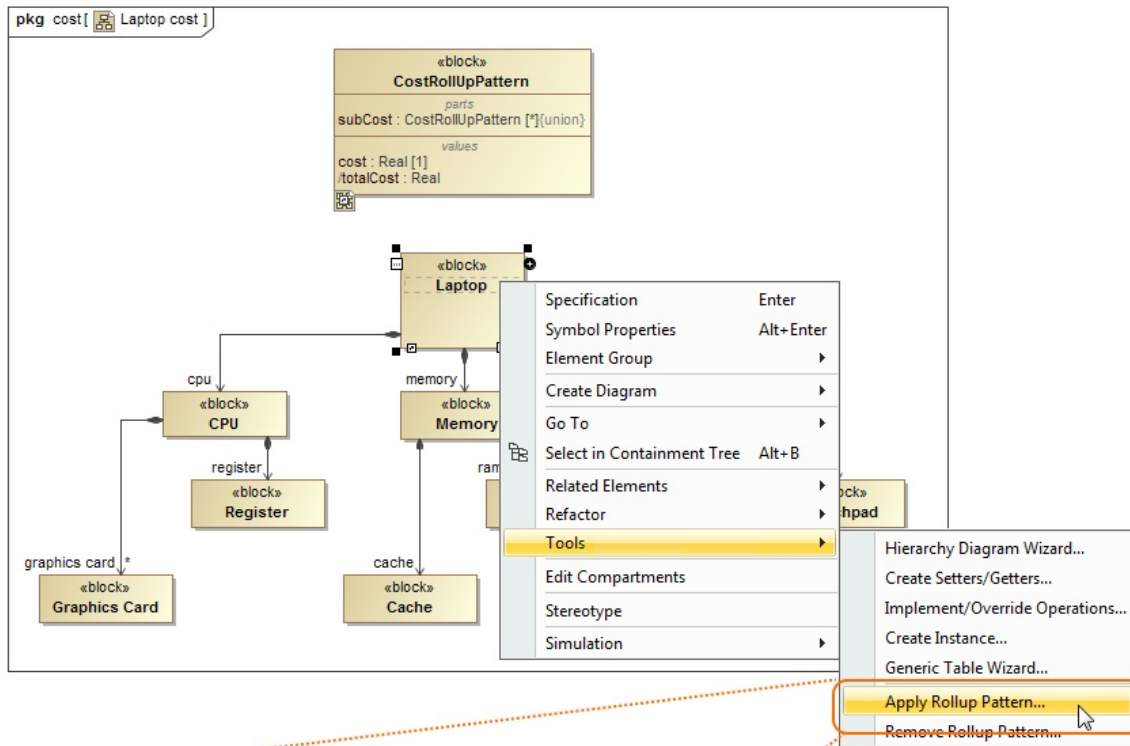 pkg cost [ Laptop cost ]
«block»
CostRollUpPattern
parts
subCost : CostRollUpPattern [*]{union}
values
cost : Real [1]
/totalCost : Real
«block»
Laptop
cpu
memory
«block»
CPU
«block»
Memory
register
ram
«block»
Register
ock»
hpad
graphics card *
cache
«block»
Graphics Card
«block»
Cache
Specification Enter
Symbol Properties Alt+Enter
Element Group
Create Diagram
Go To
Select in Containment Tree Alt+B
Related Elements
Refactor
Tools
Edit Compartments
Stereotype
Simulation
Hierarchy Diagram Wizard...
Create Setters/Getters...
Implement/Override Operations...
Create Instance...
Generic Table Wizard...
Apply Rollup Pattern...
Remove Rollup Pattern...